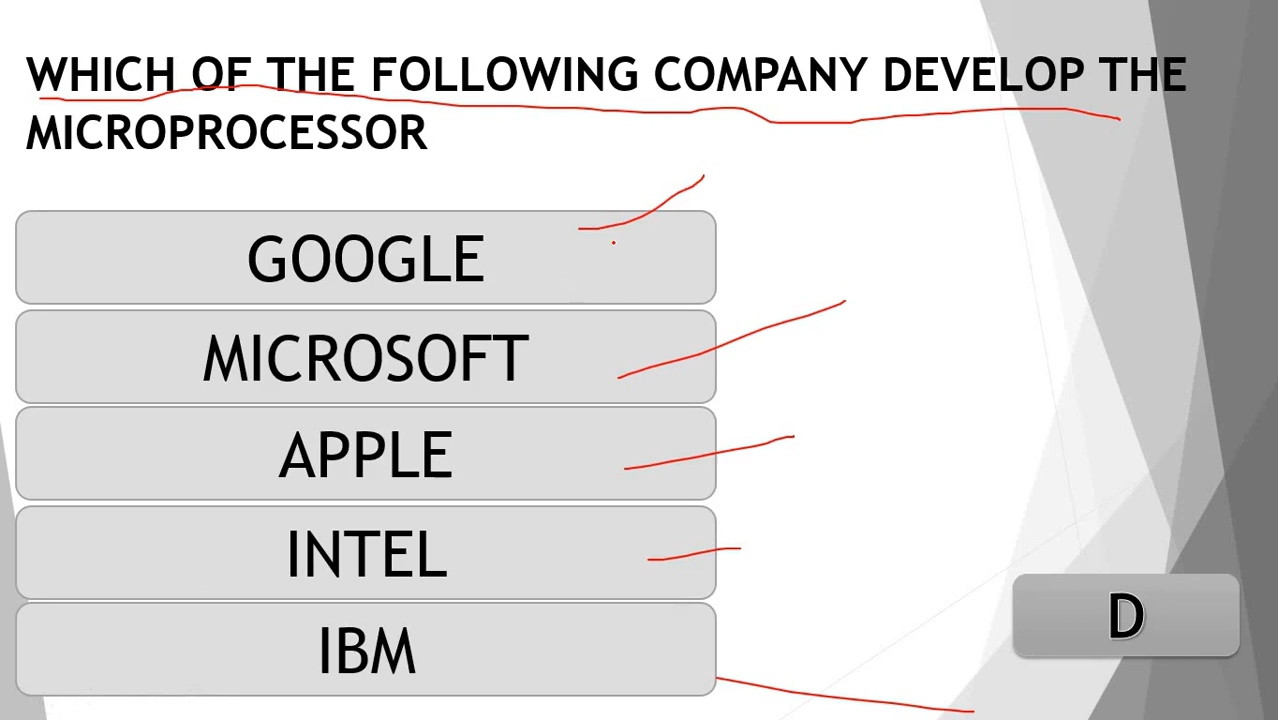 WHICH OF THE FOLLOWING COMPANY DEVELOP THE
MICROPROCESSOR
GOOGLE
MICROSOFT
APPLE
INTEL
IBM
D